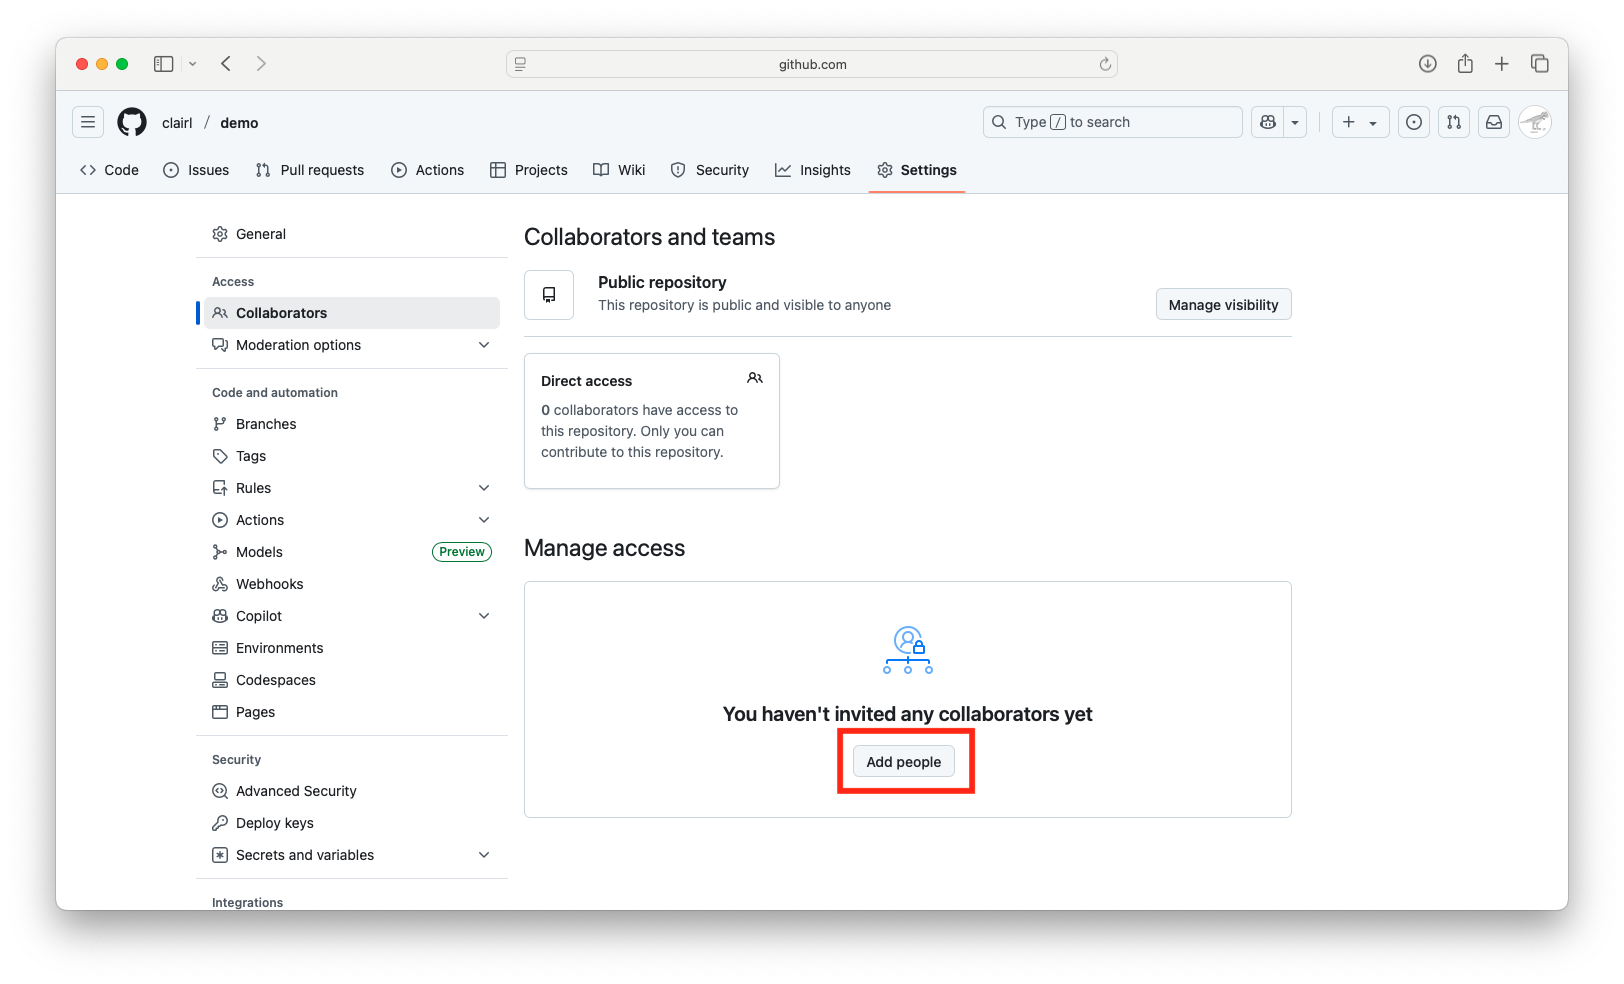 github.com
clairl / demo
Type / to search
Code
Issues
Pull requests
Actions
Projects
Wiki
Security
Insights
Settings
General
Access
Collaborators
Moderation options
Code and automation
Branches
Tags
Rules
Actions
Models
Preview
Webhooks
Copilot
Environments
Codespaces
Pages
Security
Advanced Security
Deploy keys
Secrets and variables
Integrations
Collaborators and teams
Public repository
This repository is public and visible to anyone
Manage visibility
Direct access
0 collaborators have access to
this repository. Only you can
contribute to this repository.
Manage access
You haven't invited any collaborators yet
Add people